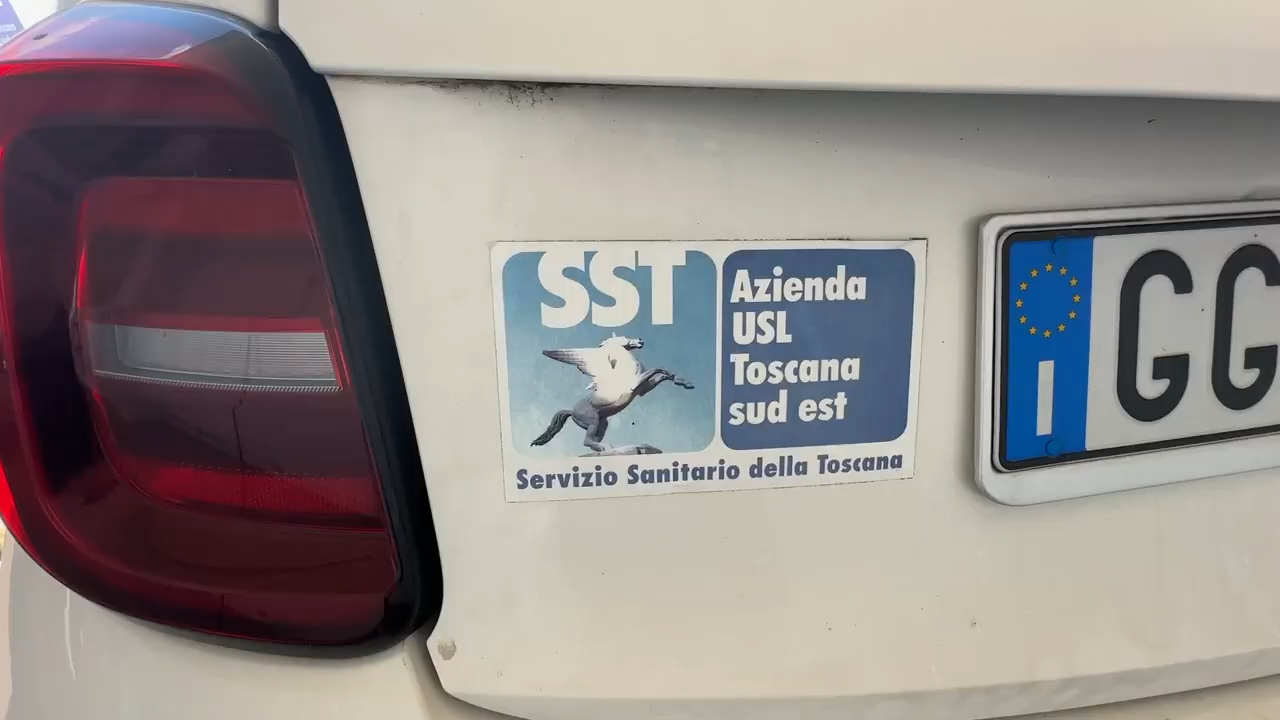 SST
Azienda
USL
Toscana
sud est
Servizio Sanitario della Toscana
I
GG